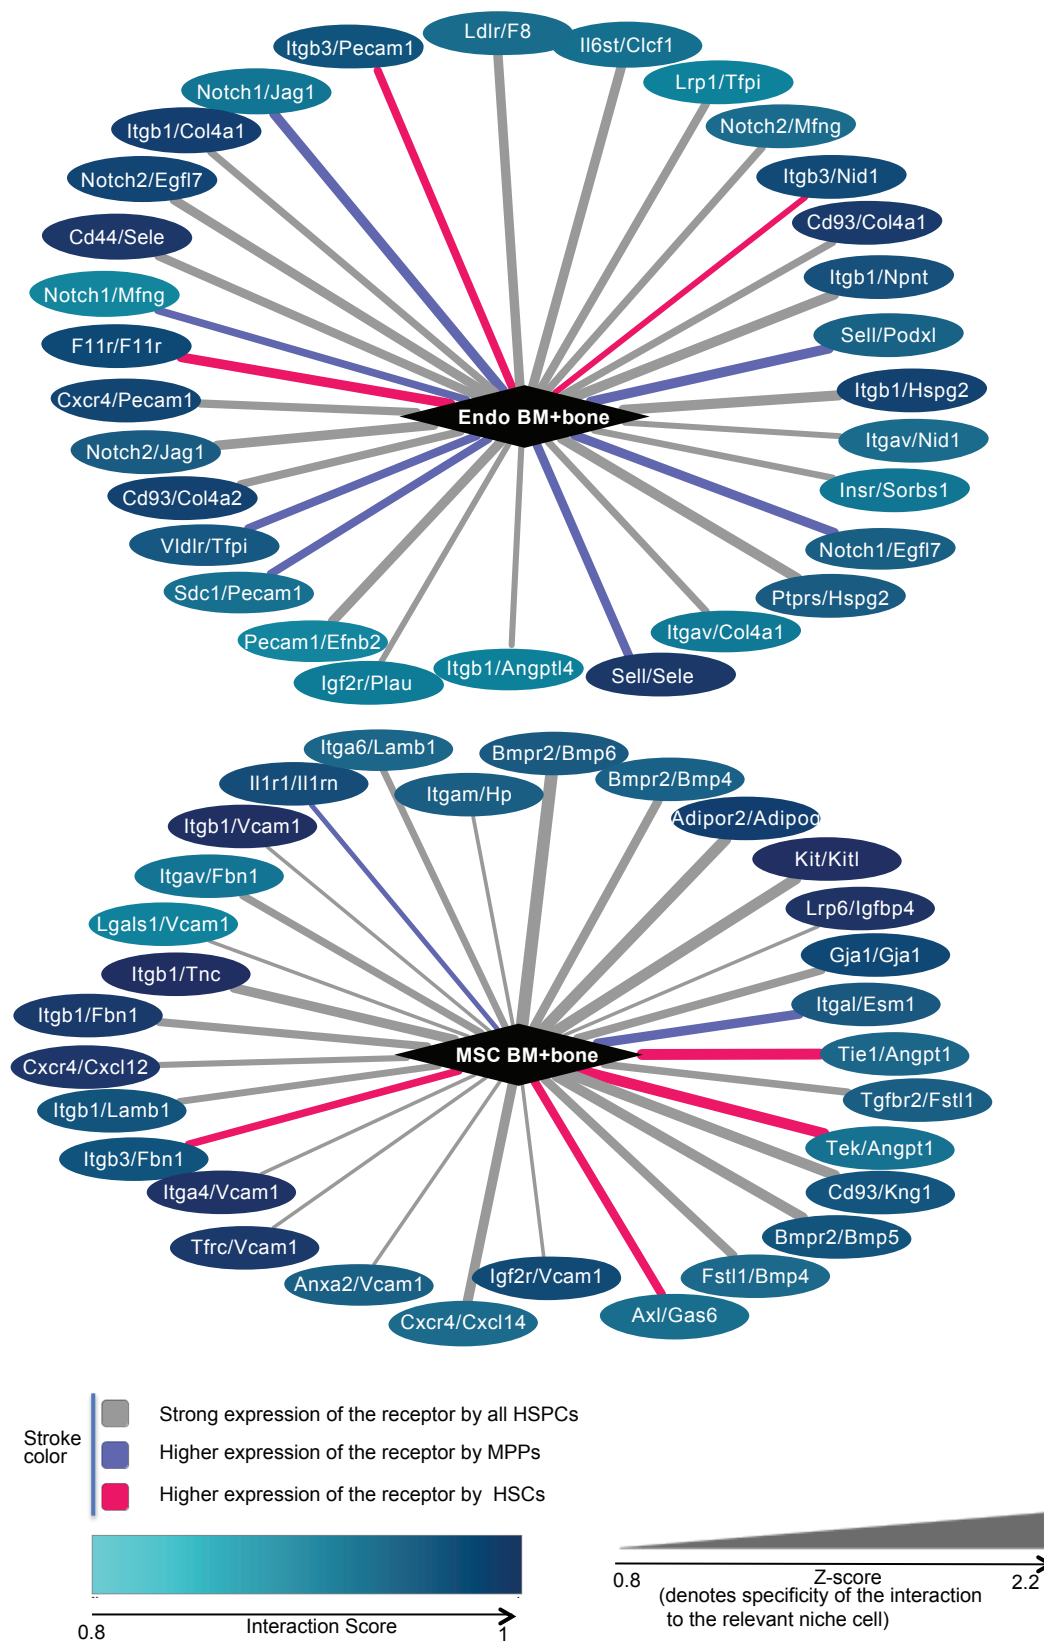 Ldlr/F8
Il6st/Clcf1
Itgb3/Pecam1
Lrp1/Tfpi
Notch1/Jag1
Notch2/Mfng
Itgb1/Col4a1
Itgb3/Nid1
Notch2/Egfl7
Cd93/Col4a1
Cd44/Sele
Itgb1/Npnt
Notch1/Mfng
Sell/Podxl
F11r/F11r
Itgb1/Hspg2
Cxcr4/Pecam1
Endo BM+bone
Itgav/Nid1
Notch2/Jag1
Insr/Sorbs1
Cd93/Col4a2
Vldlr/Tfpi
Notch1/Egfl7
Sdc1/Pecam1
Ptprs/Hspg2
Pecam1/Efnb2
Itgav/Col4a1
Igf2r/Plau
Itgb1/Angptl4
Sell/Sele
Itga6/Lamb1
Bmpr2/Bmp6
Il1r1/Il1rn
Itgam/Hp
Bmpr2/Bmp4
Itgb1/Vcam1
Adipor2/Adipoq
Itgav/Fbn1
Kit/Kitl
Lgals1/Vcam1
Lrp6/Igfbp4
Itgb1/Tnc
Gja1/Gja1
Itgb1/Fbn1
Itgal/Esm1
Cxcr4/Cxcl12
MSC BM+bone
Tie1/Angpt1
Itgb1/Lamb1
Tgfbr2/Fstl1
Itgb3/Fbn1
Tek/Angpt1
Itga4/Vcam1
Cd93/Kng1
Tfrc/Vcam1
Bmpr2/Bmp5
Anxa2/Vcam1
Igf2r/Vcam1
Fstl1/Bmp4
Cxcr4/Cxcl14
Axl/Gas6
Stroke
color
Strong expression of the receptor by all HSPCs
Higher expression of the receptor by MPPs
Higher expression of the receptor by HSCs
0.8
Interaction Score
1
0.8
Z-score
2.2
(denotes specificity of the interaction
to the relevant niche cell)